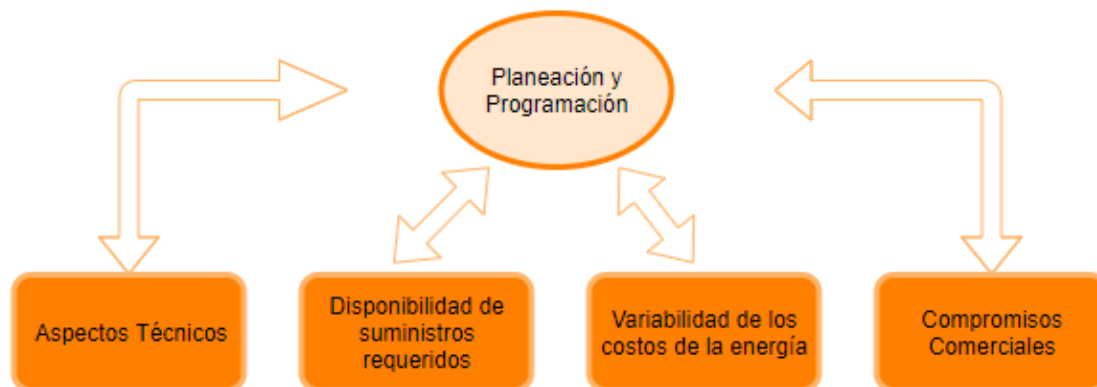 Planeación y
Programación
Aspectos Técnicos
Disponibilidad de
suministros
requeridos
Variabilidad de los
costos de la energía
Compromisos
Comerciales